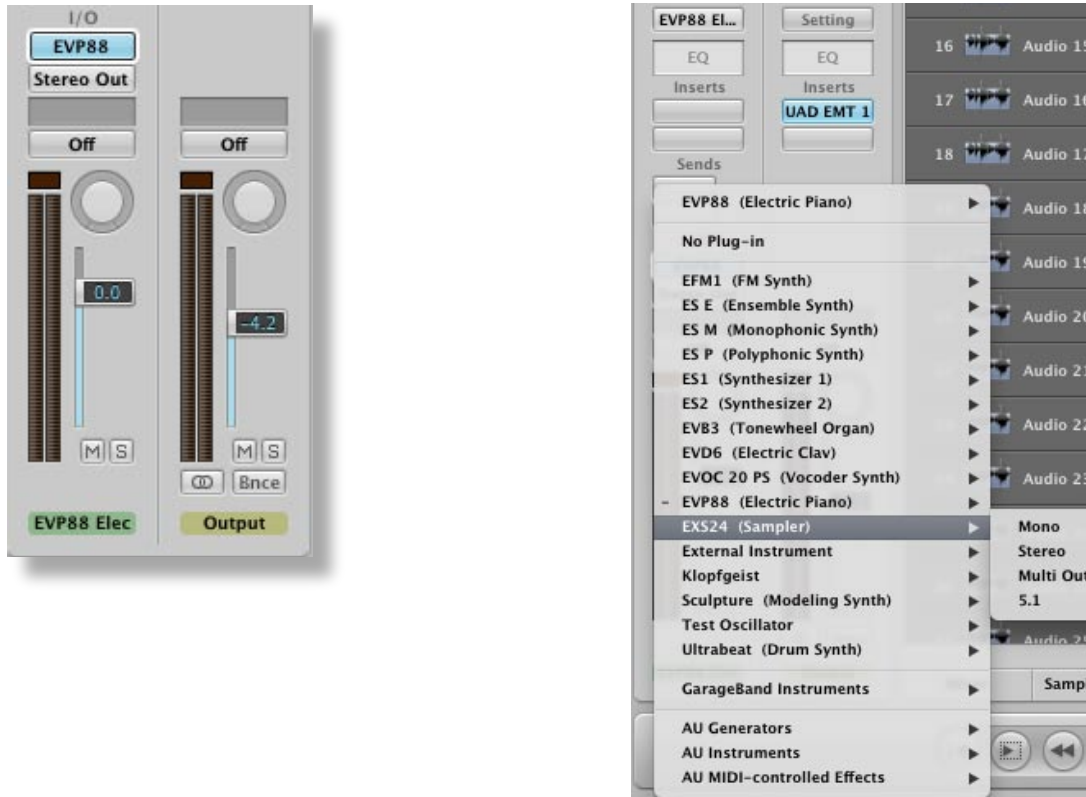 I/O
EVP88
Stereo Out
Off
Off
0.0
-4.2
M S
M S
Bnce
EVP88 Elec
Output
EVP88 El...
Setting
EQ
EQ
Inserts
Inserts
UAD EMT 1
Sends
16 Audio 15
17 Audio 16
18 Audio 17
Audio 18
Audio 19
Audio 20
Audio 21
Audio 22
Audio 23
Audio 25
EVP88 (Electric Piano)
No Plug-in
EFM1 (FM Synth)
ES E (Ensemble Synth)
ES M (Monophonic Synth)
ES P (Polyphonic Synth)
ES1 (Synthesizer 1)
ES2 (Synthesizer 2)
EVB3 (Tonewheel Organ)
EVD6 (Electric Clav)
EVOC 20 PS (Vocoder Synth)
- EVP88 (Electric Piano)
EXS24 (Sampler)
External Instrument
Klopfgeist
Sculpture (Modeling Synth)
Test Oscillator
Ultrabeat (Drum Synth)
GarageBand Instruments
AU Generators
AU Instruments
AU MIDI-controlled Effects
Mono
Stereo
Multi Out
5.1
Samp